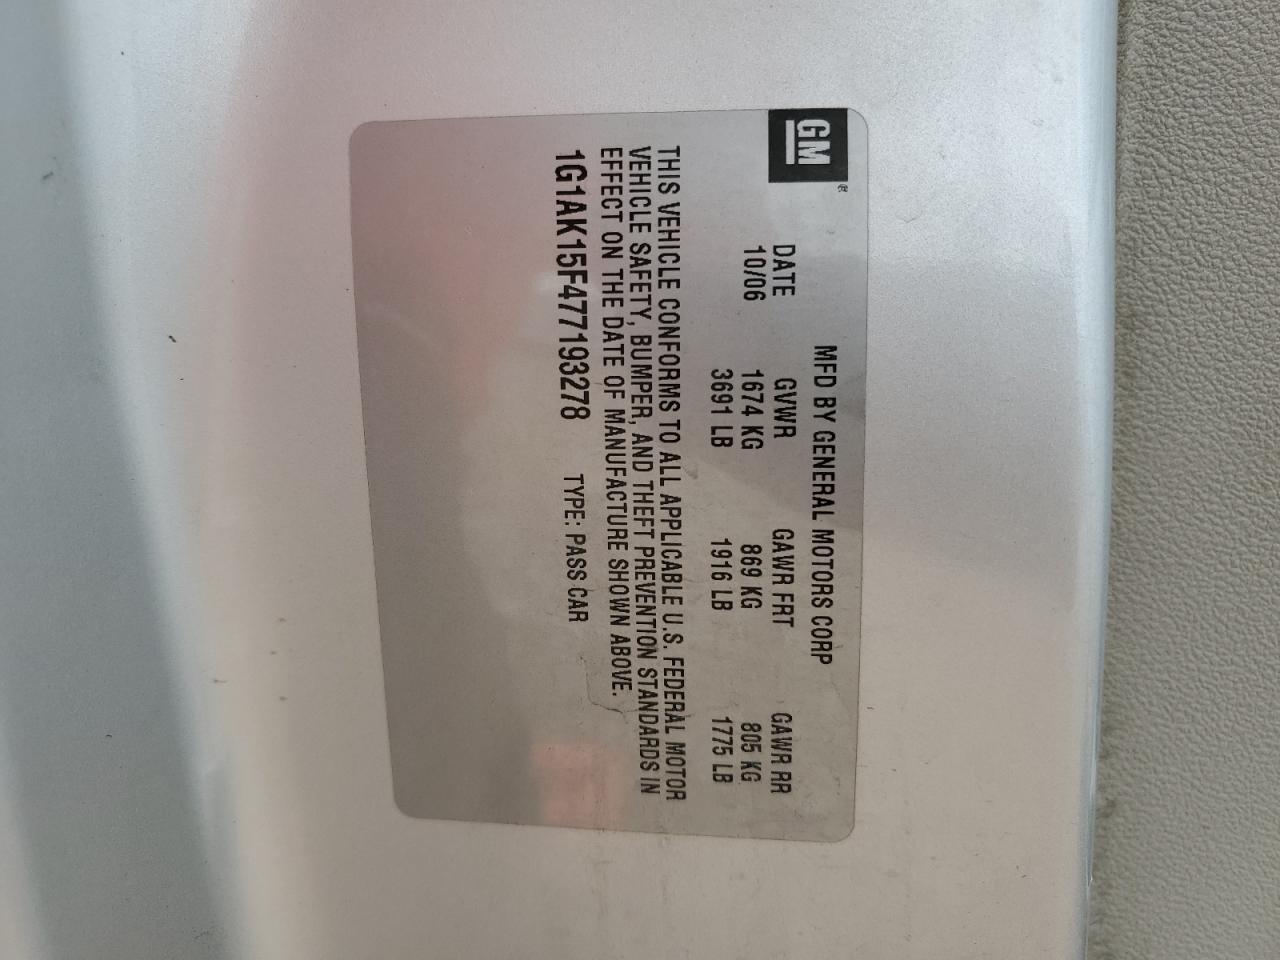 GM ®
MFD BY GENERAL MOTORS CORP
DATE GVWR GAWR FRT GAWR RR
10/06 1674 KG 869 KG 805 KG
3691 LB 1916 LB 1775 LB
THIS VEHICLE CONFORMS TO ALL APPLICABLE U.S. FEDERAL MOTOR
VEHICLE SAFETY, BUMPER, AND THEFT PREVENTION STANDARDS IN
EFFECT ON THE DATE OF MANUFACTURE SHOWN ABOVE.
1G1AK15F477193278 TYPE: PASS CAR